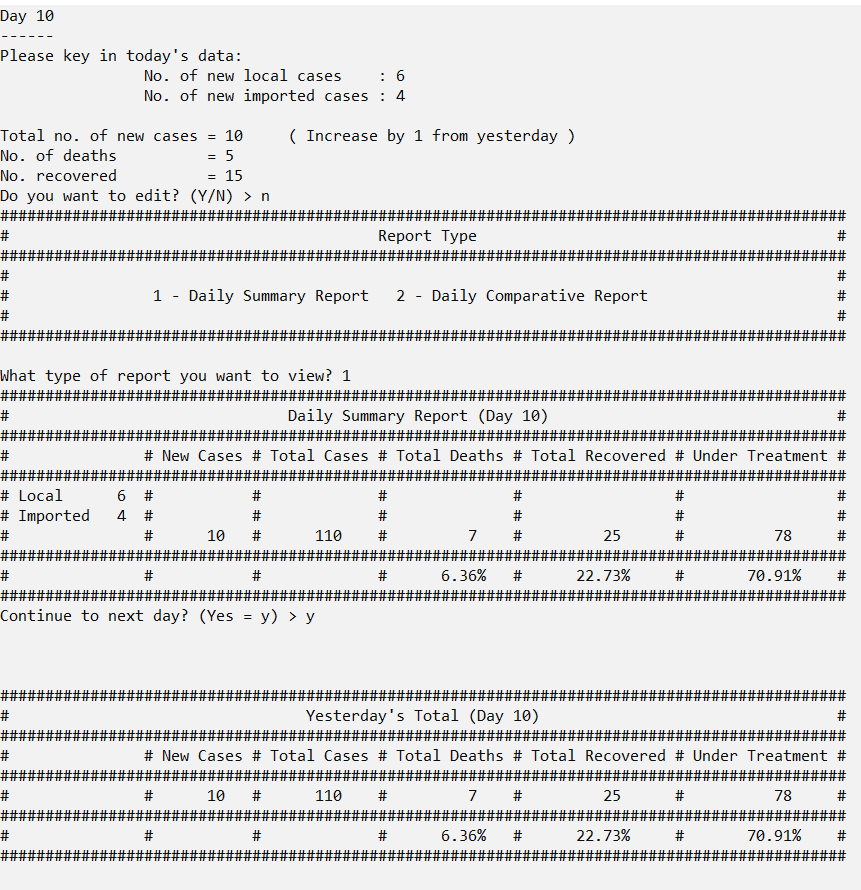 Day 10
------
Please key in today's data:
                No. of new local cases    : 6
                No. of new imported cases : 4
Total no. of new cases = 10     ( Increase by 1 from yesterday )
No. of deaths          = 5
No. recovered          = 15
Do you want to edit? (Y/N) > n
##############################################################################################
#                                         Report Type                                        #
##############################################################################################
#                                                                                            #
#                1 - Daily Summary Report   2 - Daily Comparative Report                     #
#                                                                                            #
##############################################################################################
What type of report you want to view? 1
##############################################################################################
#                               Daily Summary Report (Day 10)                                #
##############################################################################################
#               # New Cases # Total Cases # Total Deaths # Total Recovered # Under Treatment #
##############################################################################################
# Local      6  #           #             #              #                 #                 #
# Imported   4  #           #             #              #                 #                 #
#               #      10   #      110    #         7    #         25      #          78     #
##############################################################################################
#               #           #             #      6.36%   #      22.73%     #       70.91%    #
##############################################################################################
Continue to next day? (Yes = y) > y
##############################################################################################
#                                 Yesterday's Total (Day 10)                                 #
##############################################################################################
#               # New Cases # Total Cases # Total Deaths # Total Recovered # Under Treatment #
##############################################################################################
#               #      10   #      110    #         7    #         25      #          78     #
##############################################################################################
#               #           #             #      6.36%   #      22.73%     #       70.91%    #
##############################################################################################